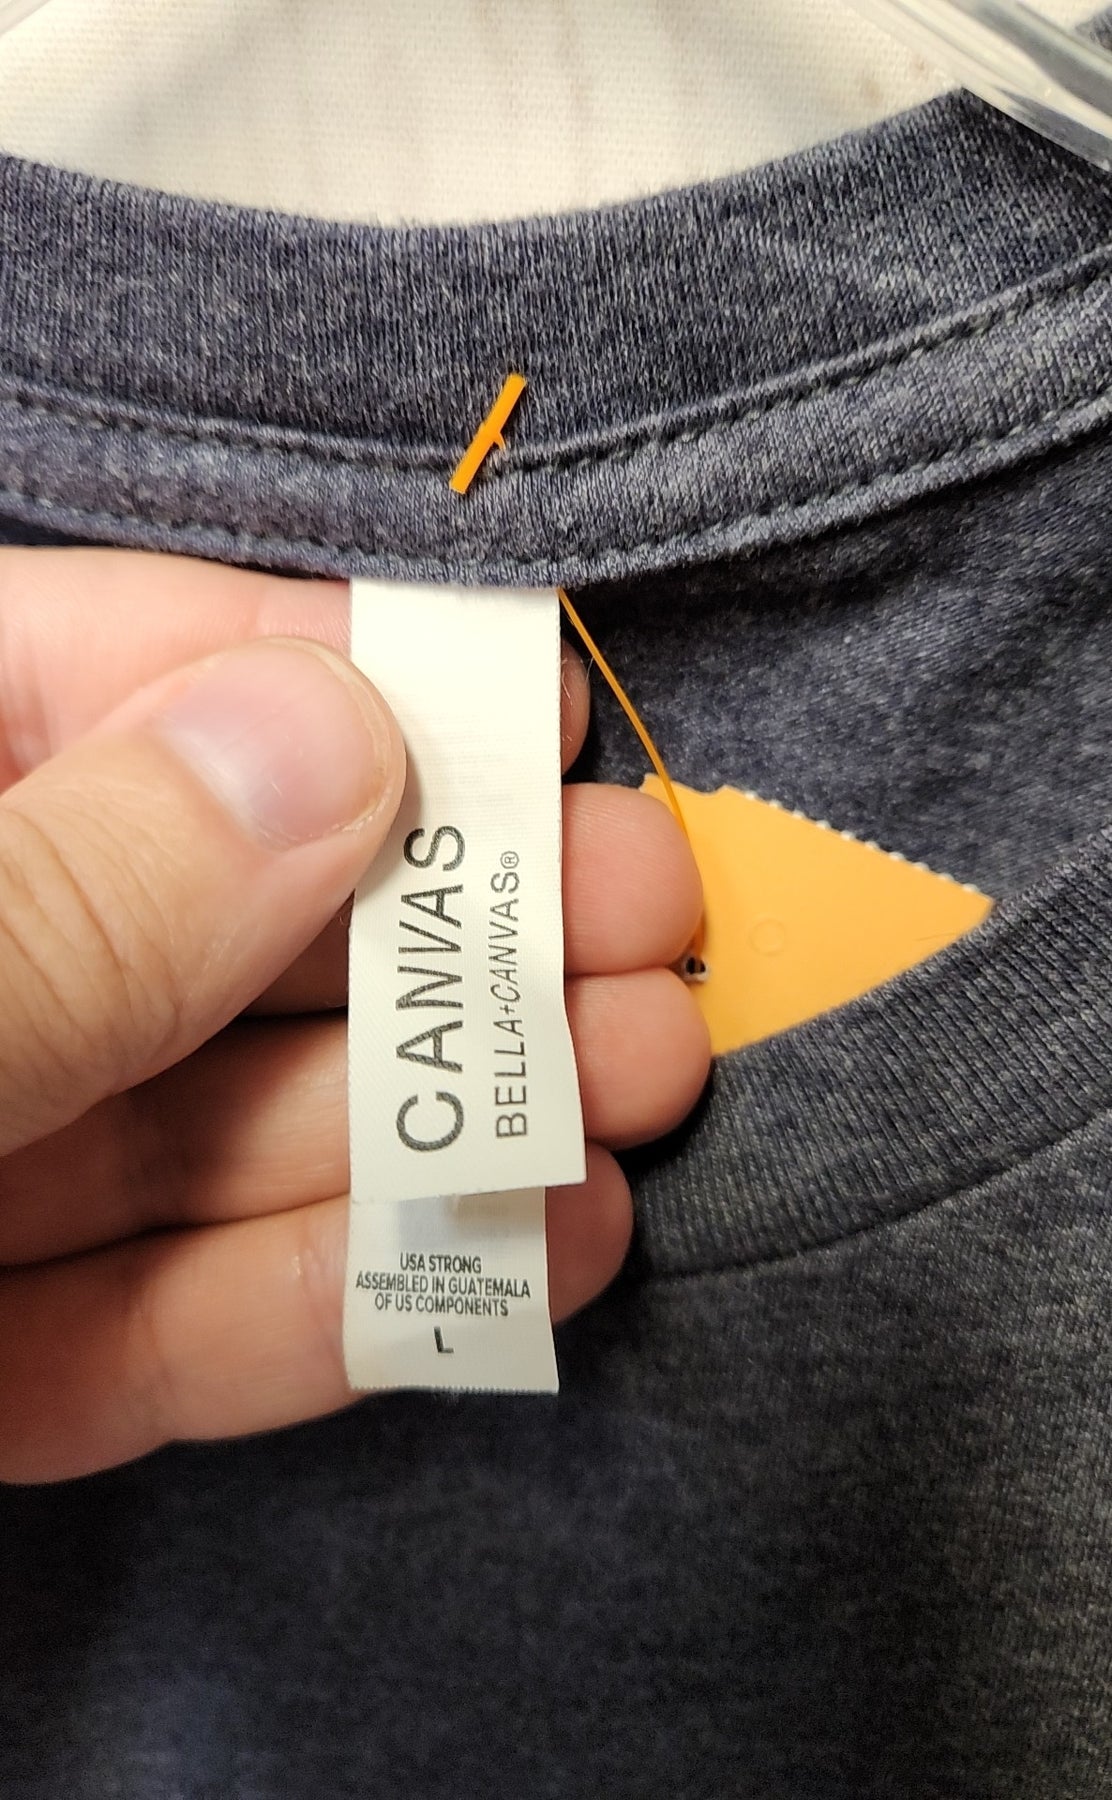 CANVAS
BELLA+CANVAS®
USA STRONG
ASSEMBLED IN GUATEMALA
OF US COMPONENTS
L